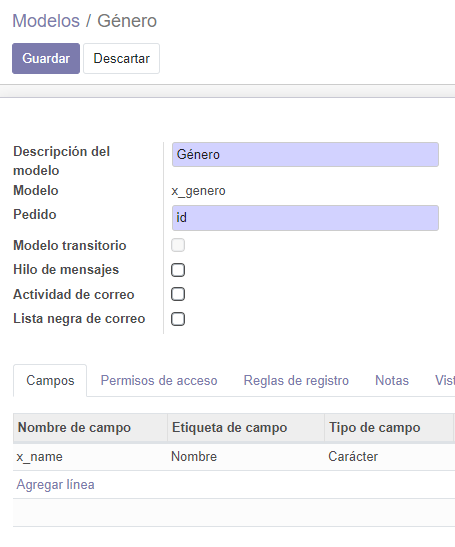 Modelos / Género
Guardar Descartar
Descripción del modelo Género
Modelo x_genero
Pedido id
Modelo transitorio
Hilo de mensajes
Actividad de correo
Lista negra de correo
Campos Permisos de acceso Reglas de registro Notas Vist
Nombre de campo Etiqueta de campo Tipo de campo
x_name Nombre Carácter
Agregar línea